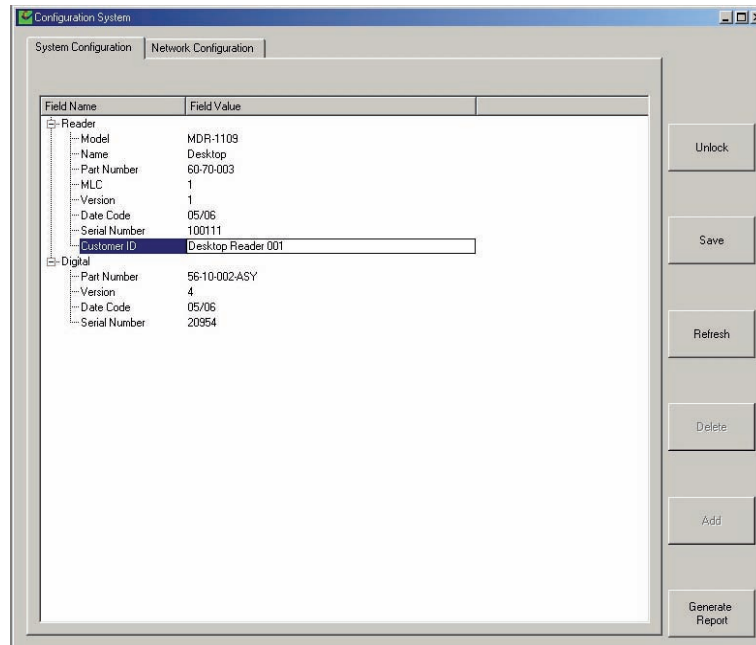 Configuration System
System Configuration Network Configuration
Field Name Field Value
Reader
Model MDR-1109
Name Desktop
Part Number 60-70-003
MLC 1
Version 1
Date Code 05/06
Serial Number 100111
Customer ID Desktop Reader 001
Digital
Part Number 56-10-002-ASY
Version 4
Date Code 05/06
Serial Number 20954
Unlock
Save
Refresh
Delete
Add
Generate
Report